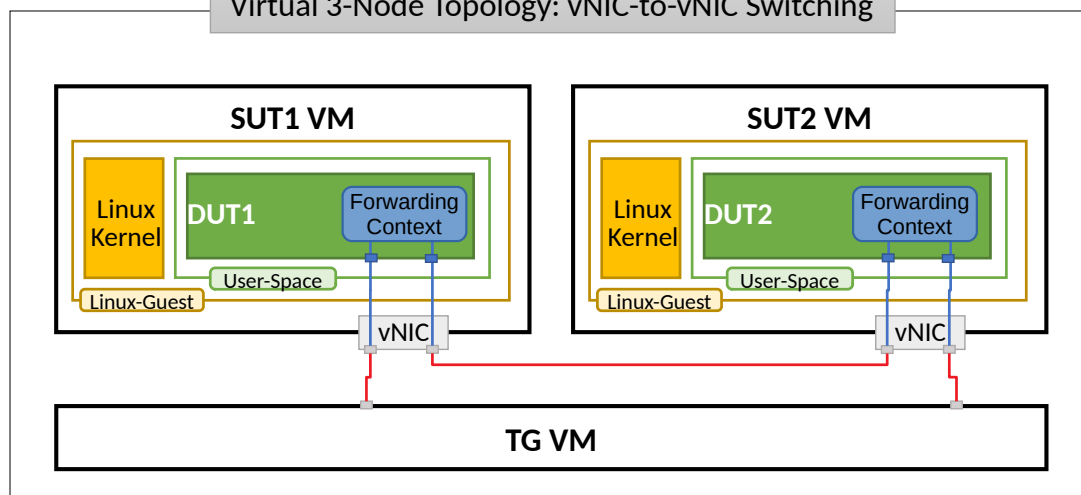 Virtual 3-Node Topology: vNIC-to-vNIC Switching
SUT1 VM
Linux
Kernel
DUT1
Forwarding
Context
User-Space
Linux-Guest
vNIC
SUT2 VM
Linux
Kernel
DUT2
Forwarding
Context
User-Space
Linux-Guest
vNIC
TG VM